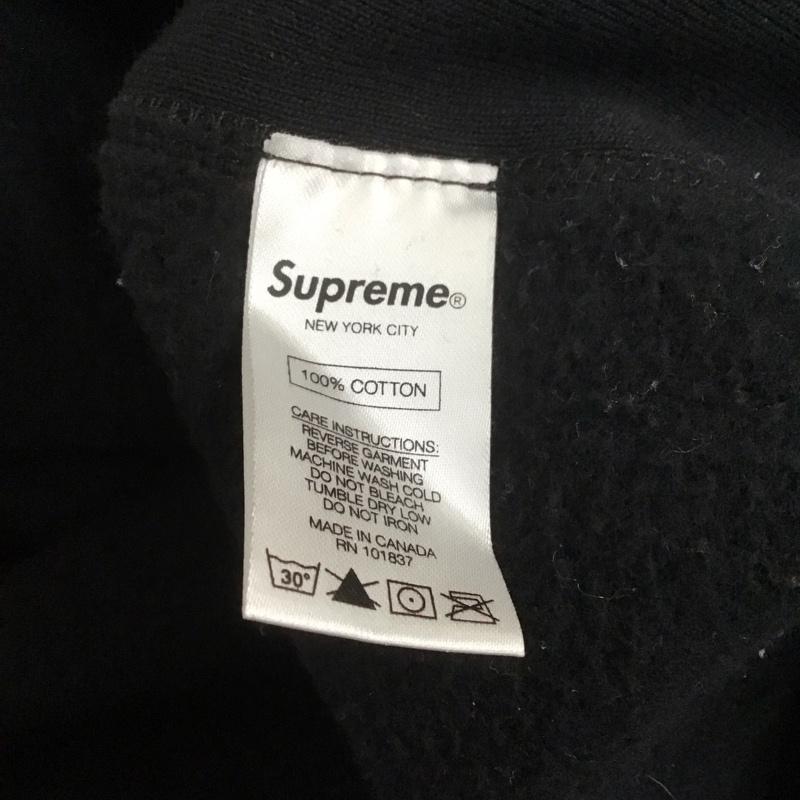 Supreme®
NEW YORK CITY
100% COTTON
CARE INSTRUCTIONS:
REVERSE GARMENT
BEFORE WASHING
MACHINE WASH COLD
DO NOT BLEACH
TUMBLE DRY LOW
DO NOT IRON
MADE IN CANADA
RN 101837
30°